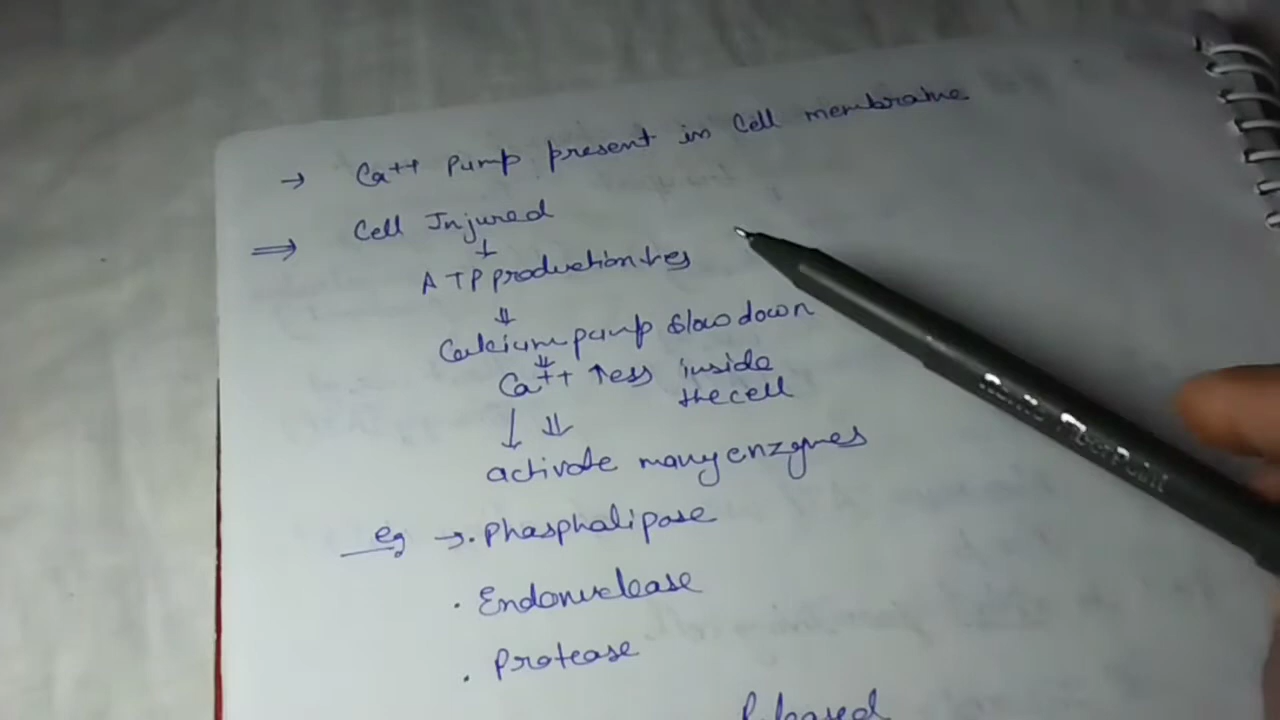 → Ca++ Pump present in Cell membrane
⇒ Cell Injured
↓
ATP production ↓es
⇓
Calcium pump slow down
⇓
Ca++ ↑ess inside
the cell
↓ ⇓
activate many enzymes
eg →. Phasphalipase
. Endonuclease
. Protease